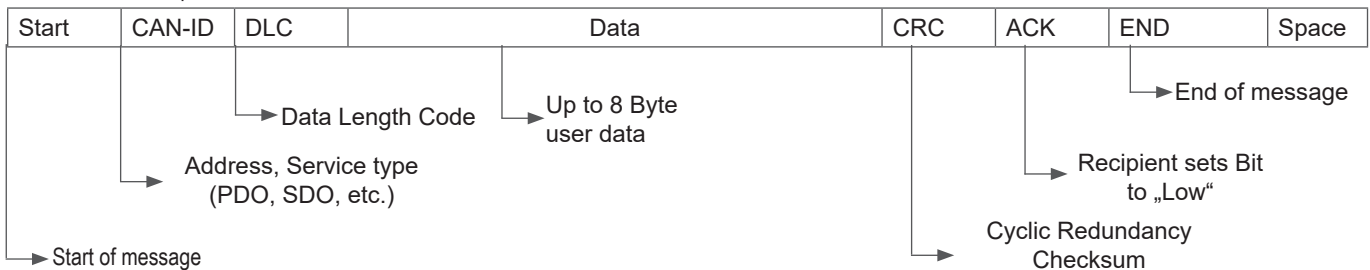 Start CAN-ID DLC Data CRC ACK END Space
End of message
Data Length Code
Up to 8 Byte
user data
Address, Service type
(PDO, SDO, etc.)
Recipient sets Bit
to „Low“
Cyclic Redundancy
Checksum
Start of message